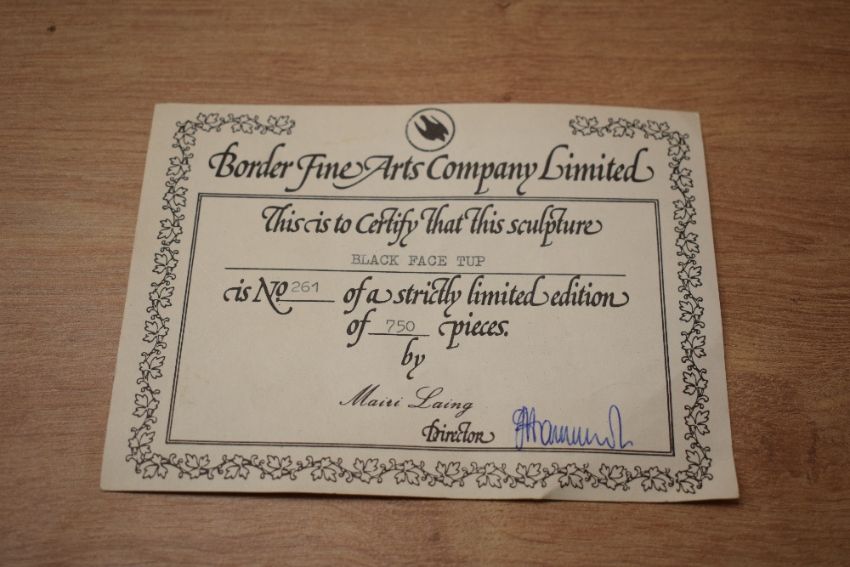 Border Fine Arts Company Limited
This is to Certify that this sculpture
BLACK FACE TUP
is No 261 of a strictly limited edition
of 750 pieces.
by
Mairi Laing
Director